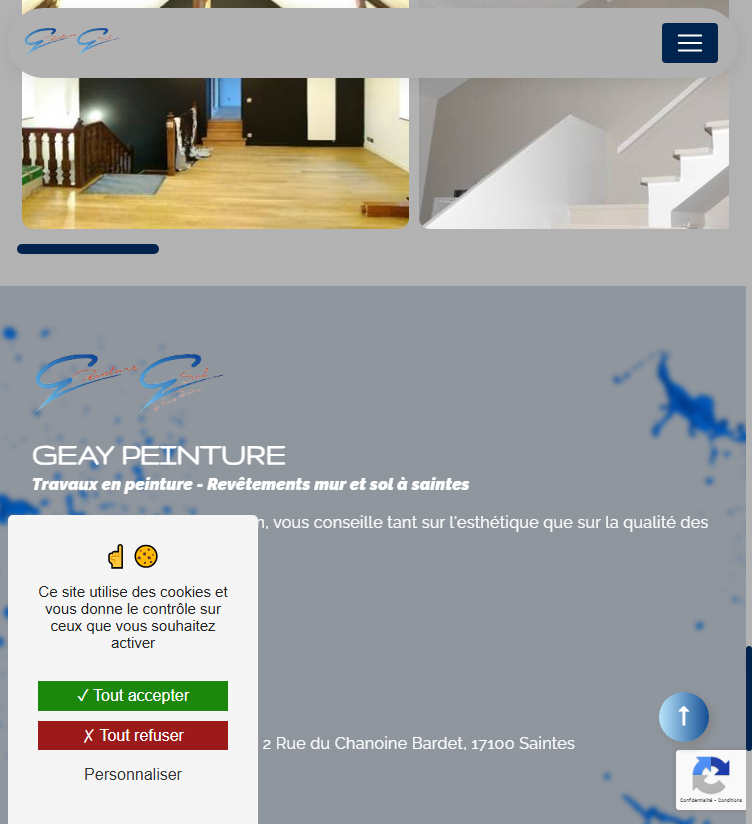 GEAY PEINTURE
Travaux en peinture - Revêtements mur et sol à saintes
, vous conseille tant sur l'esthétique que sur la qualité des
Ce site utilise des cookies et
vous donne le contrôle sur
ceux que vous souhaitez
activer
✓ Tout accepter
✗ Tout refuser
Personnaliser
2 Rue du Chanoine Bardet, 17100 Saintes
Confidentialité - Conditions